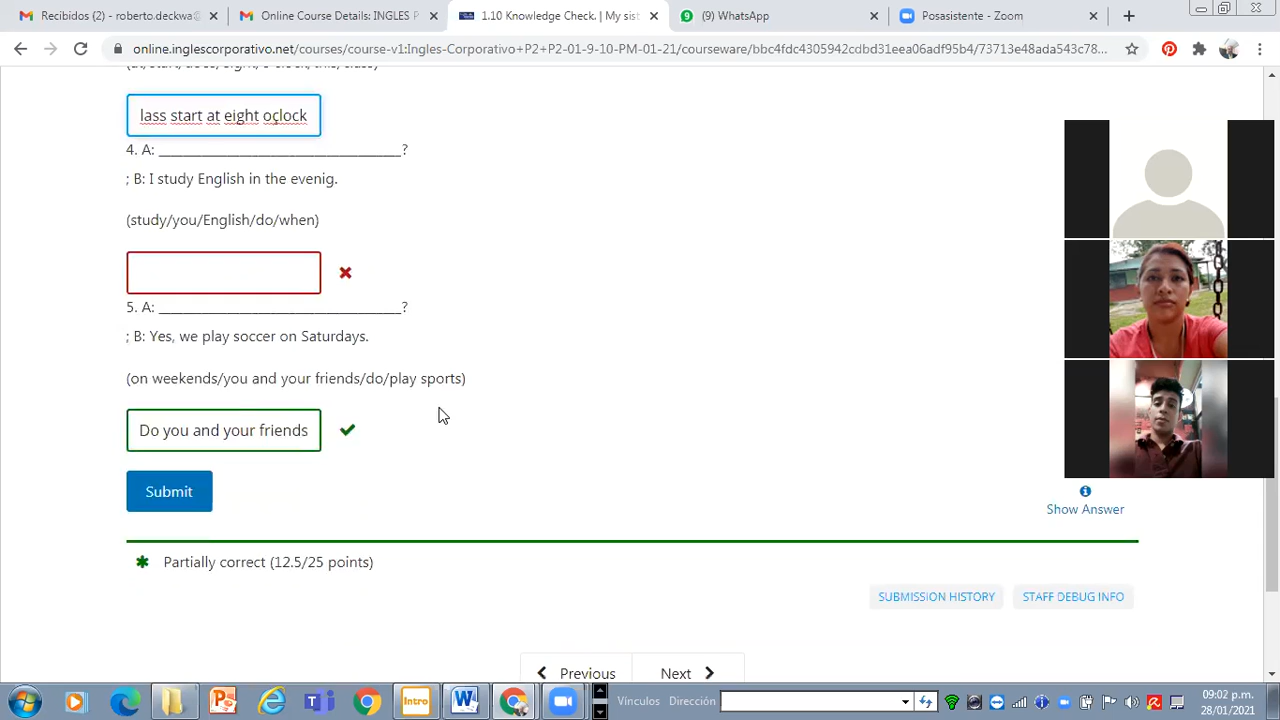 Recibidos (2) - roberto.deckwa@
Online Course Details: INGLES P
1.10 Knowledge Check. | My sist
(9) WhatsApp
Posasistente - Zoom
online.inglescorporativo.net/courses/course-v1:Ingles-Corporativo+P2+P2-01-9-10-PM-01-21/courseware/bbc4fdc4305942cdbd31eea06adf95b4/73713e48ada543c78...
lass start at eight oçlock
4. A: ___________________________________?
; B: I study English in the evenig.
(study/you/English/do/when)
5. A: ___________________________________?
; B: Yes, we play soccer on Saturdays.
(on weekends/you and your friends/do/play sports)
Do you and your friends
Submit
Show Answer
Partially correct (12.5/25 points)
SUBMISSION HISTORY
STAFF DEBUG INFO
Previous
Next
Intro
Vínculos
Dirección
09:02 p.m.
28/01/2021